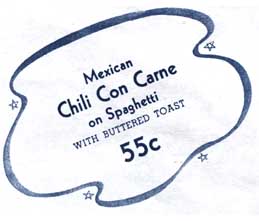 Mexican
Chili Con Carne
on Spaghetti
WITH BUTTERED TOAST
55c